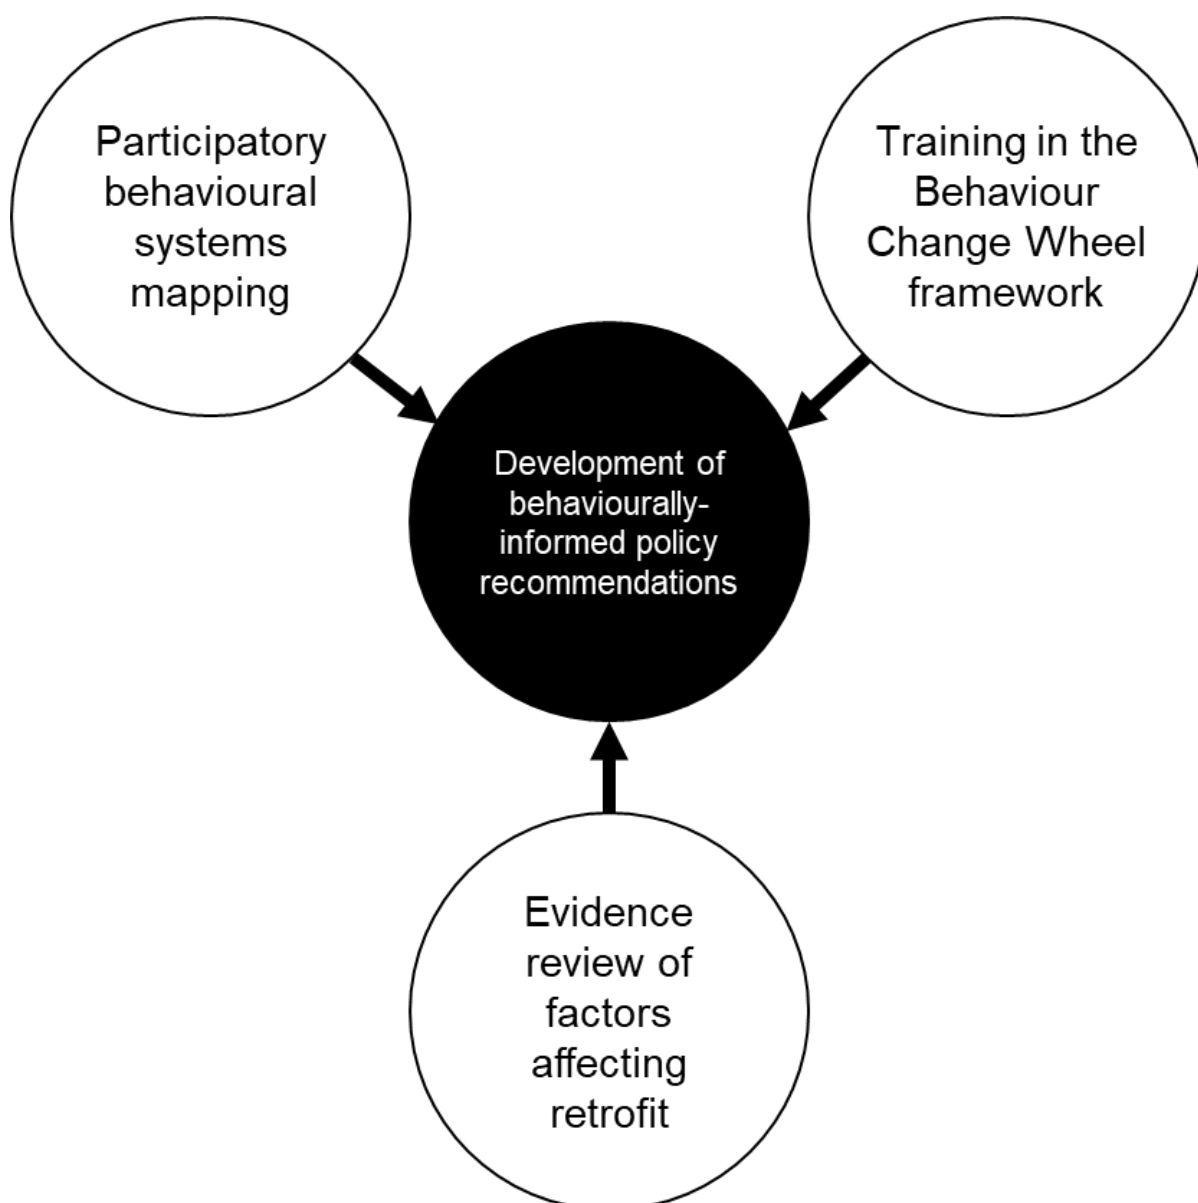 Participatory
behavioural
systems
mapping
Training in the
Behaviour
Change Wheel
framework
Development of
behaviourally-
informed policy
recommendations
Evidence
review of
factors
affecting
retrofit